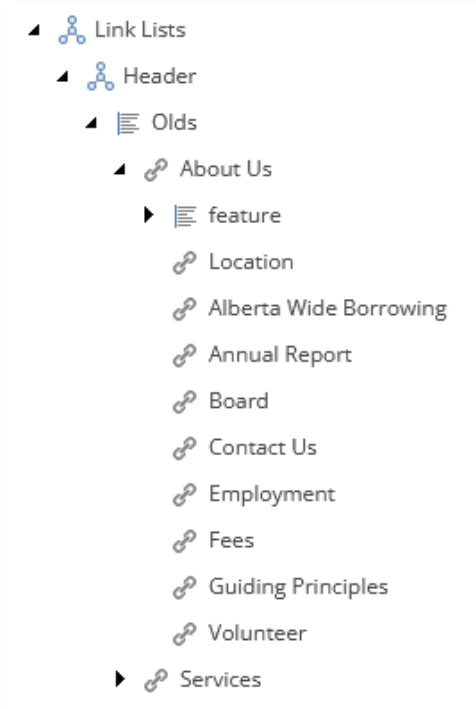 Link Lists
Header
Olds
About Us
feature
Location
Alberta Wide Borrowing
Annual Report
Board
Contact Us
Employment
Fees
Guiding Principles
Volunteer
Services